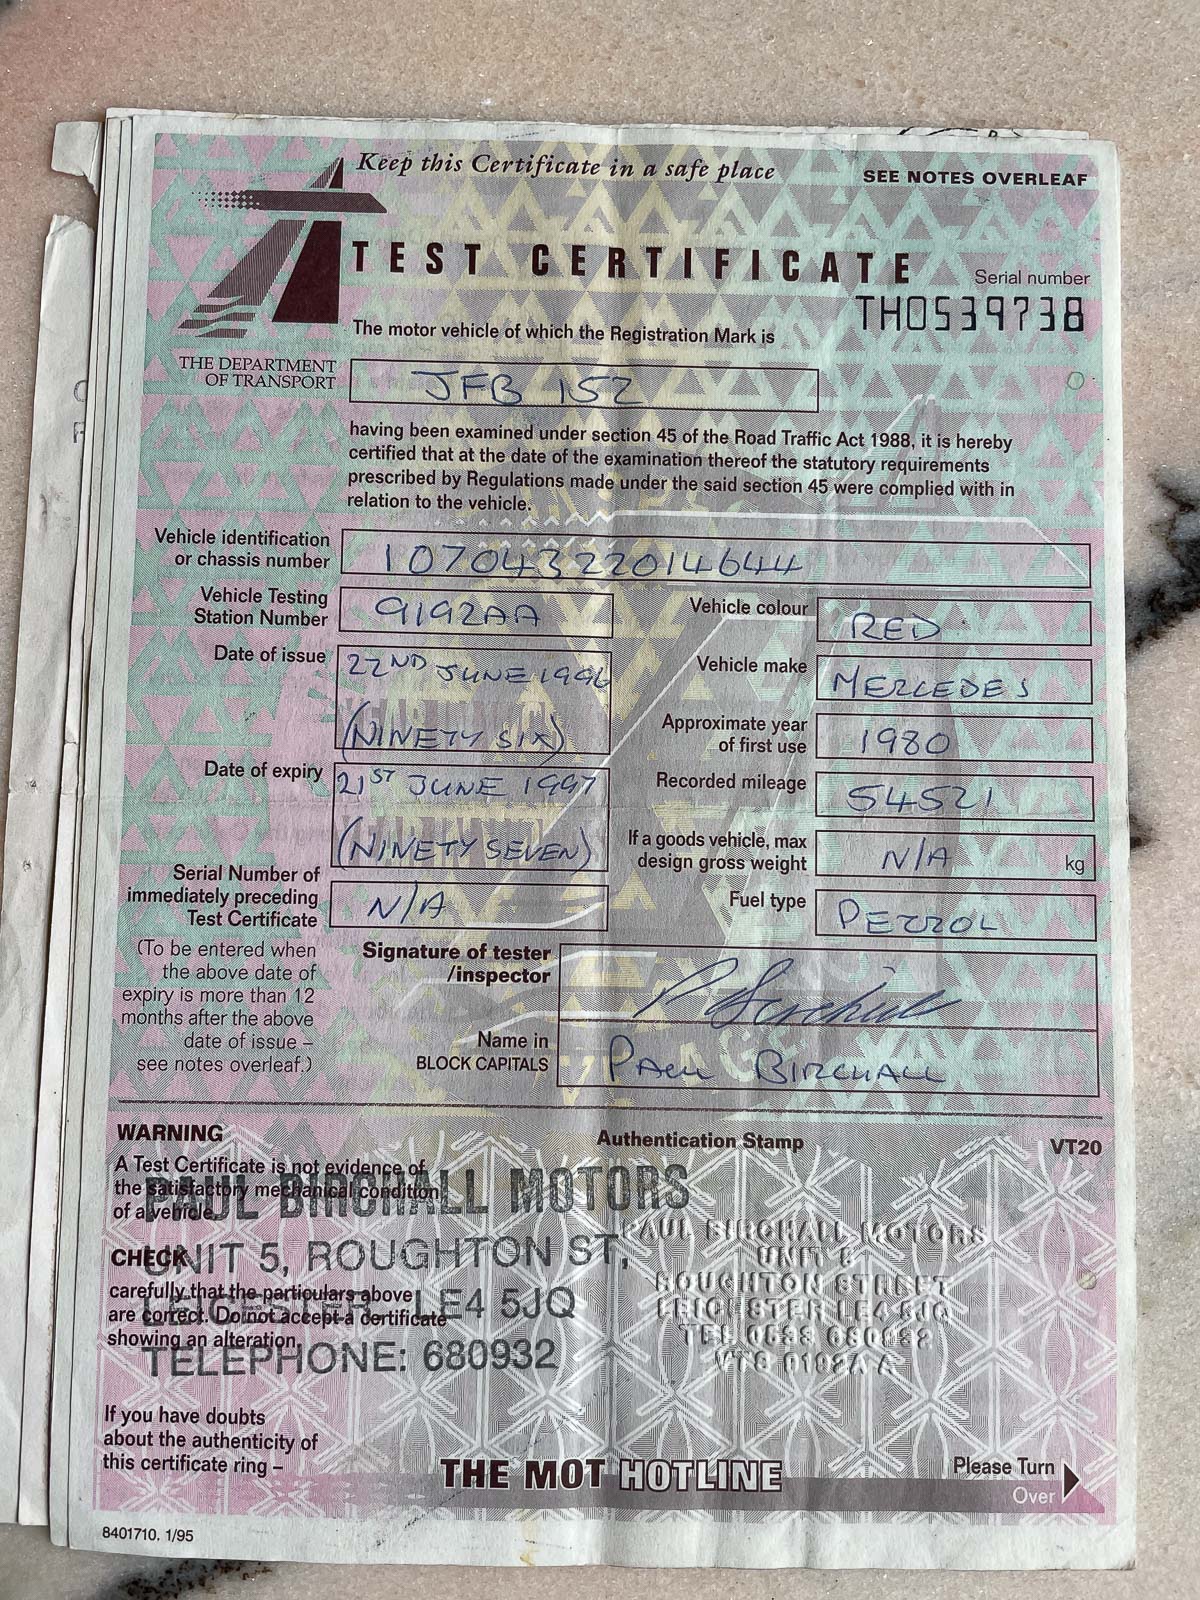 Keep this Certificate in a safe place
SEE NOTES OVERLEAF
TEST CERTIFICATE
Serial number
TH0539738
The motor vehicle of which the Registration Mark is
THE DEPARTMENT
OF TRANSPORT
JFB 152
having been examined under section 45 of the Road Traffic Act 1988, it is hereby
certified that at the date of the examination thereof the statutory requirements
prescribed by Regulations made under the said section 45 were complied with in
relation to the vehicle.
Vehicle identification
or chassis number
10704322014644
Vehicle Testing
Station Number
9192AA
Vehicle colour
RED
Date of issue
22ND JUNE 1996
(NINETY SIX)
Vehicle make
MERCEDES
Approximate year
of first use
1980
Date of expiry
21ST JUNE 1997
(NINETY SEVEN)
Recorded mileage
54521
If a goods vehicle, max
design gross weight
N/A
kg
Serial Number of
immediately preceding
Test Certificate
N/A
Fuel type
PETROL
(To be entered when
the above date of
expiry is more than 12
months after the above
date of issue –
see notes overleaf.)
Signature of tester
/inspector
P Birchall
Name in
BLOCK CAPITALS
PAUL BIRCHALL
WARNING
Authentication Stamp
VT20
A Test Certificate is not evidence of
the satisfactory mechanical condition
of a vehicle.
PAUL BIRCHALL MOTORS
UNIT 5, ROUGHTON ST,
LEICESTER LE4 5JQ
TELEPHONE: 680932
CHECK
carefully that the particulars above
are correct. Do not accept a certificate
showing an alteration.
PAUL BIRCHALL MOTORS
UNIT 5
ROUGHTON STREET
LEICESTER LE4 5JQ
TEL 0533 680932
VTS 9192AA
If you have doubts
about the authenticity of
this certificate ring –
THE MOT HOTLINE
Please Turn
Over
8401710. 1/95